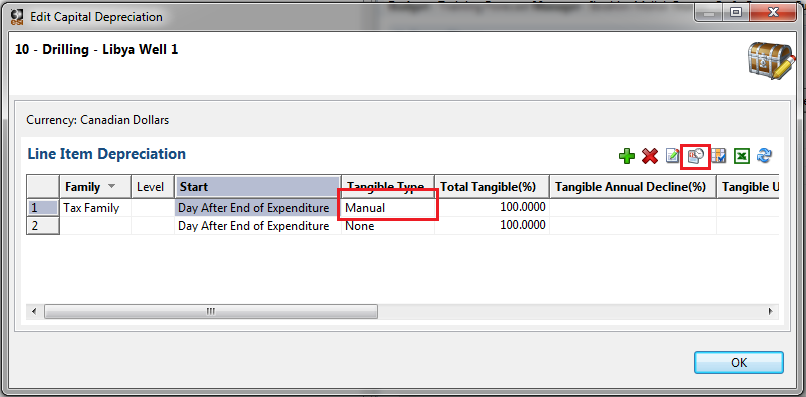 Edit Capital Depreciation
10 - Drilling - Libya Well 1
Currency: Canadian Dollars
Line Item Depreciation
Family Level Start Tangible Type Total Tangible(%) Tangible Annual Decline(%) Tangible U
1 Tax Family Day After End of Expenditure Manual 100.0000
2 Day After End of Expenditure None 100.0000
OK